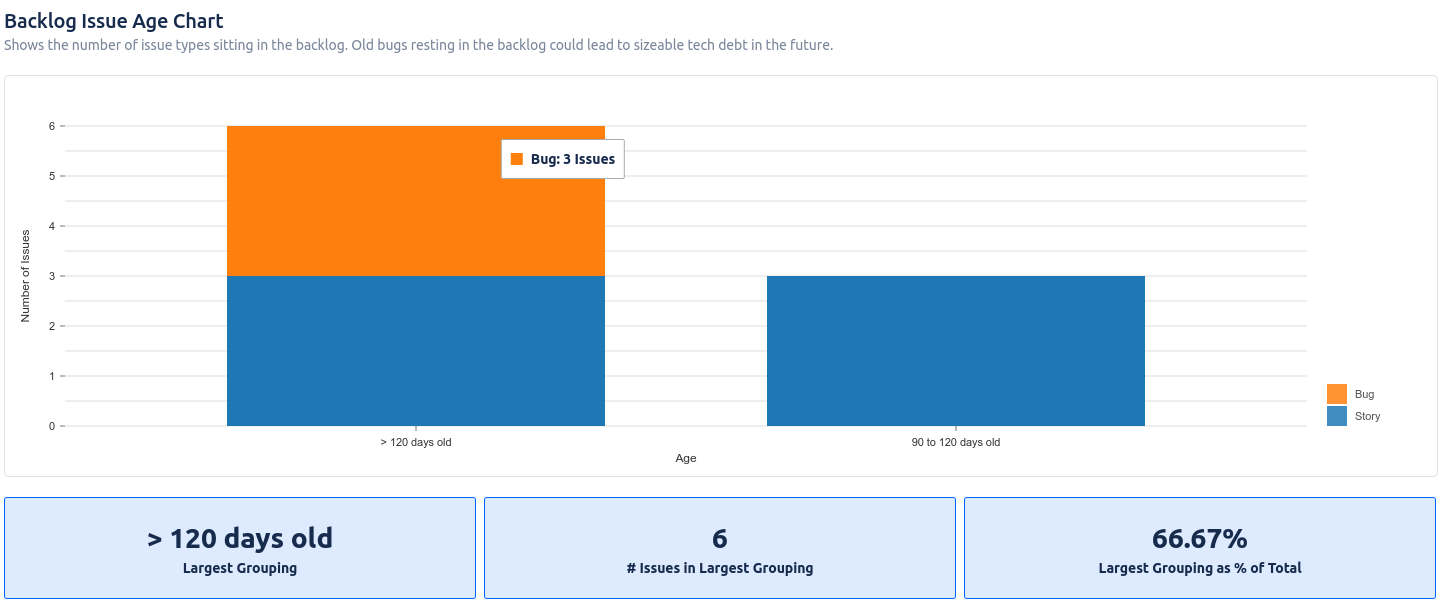 Backlog Issue Age Chart
Shows the number of issue types sitting in the backlog. Old bugs resting in the backlog could lead to sizeable tech debt in the future.
6
Bug: 3 Issues
5
4
Number of Issues
3
2
1
0
Bug
Story
> 120 days old
90 to 120 days old
Age
> 120 days old
Largest Grouping
6
# Issues in Largest Grouping
66.67%
Largest Grouping as % of Total